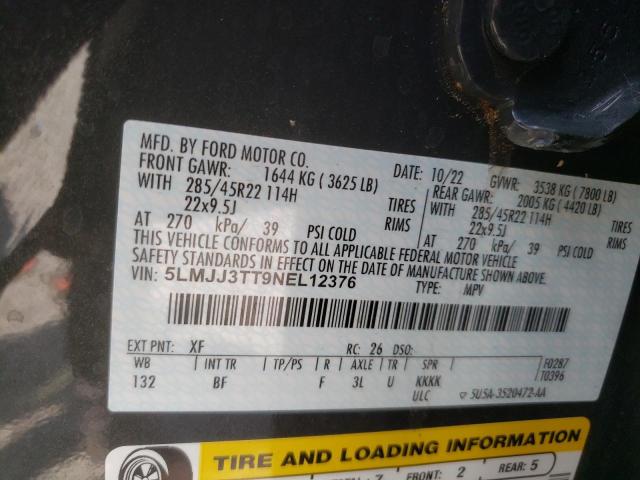 MFD. BY FORD MOTOR CO.
DATE: 10/22 GVWR: 3538 KG (7800 LB)
FRONT GAWR: 1644 KG (3625 LB) REAR GAWR: 2005 KG (4420 LB)
WITH 285/45R22 114H TIRES WITH 285/45R22 114H TIRES
22x9.5J RIMS 22x9.5J RIMS
AT 270 kPa/ 39 PSI COLD AT 270 kPa/ 39 PSI COLD
THIS VEHICLE CONFORMS TO ALL APPLICABLE FEDERAL MOTOR VEHICLE
SAFETY STANDARDS IN EFFECT ON THE DATE OF MANUFACTURE SHOWN ABOVE.
VIN: 5LMJJ3TT9NEL12376 TYPE: MPV
EXT PNT: XF RC: 26 DSO:
WB INT TR TP/PS R AXLE TR SPR F0287
132 BF F 3L U KKKK T0396
ULC 5U5A-3520472-AA
TIRE AND LOADING INFORMATION
7 FRONT: 2 REAR: 5